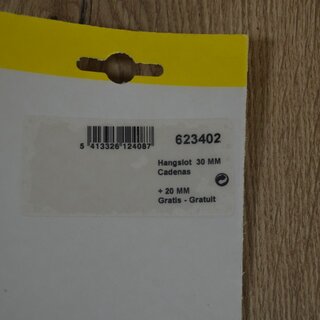 5 413326 124087
623402
Hangslot 30 MM
Cadenas
+ 20 MM
Gratis - Gratuit